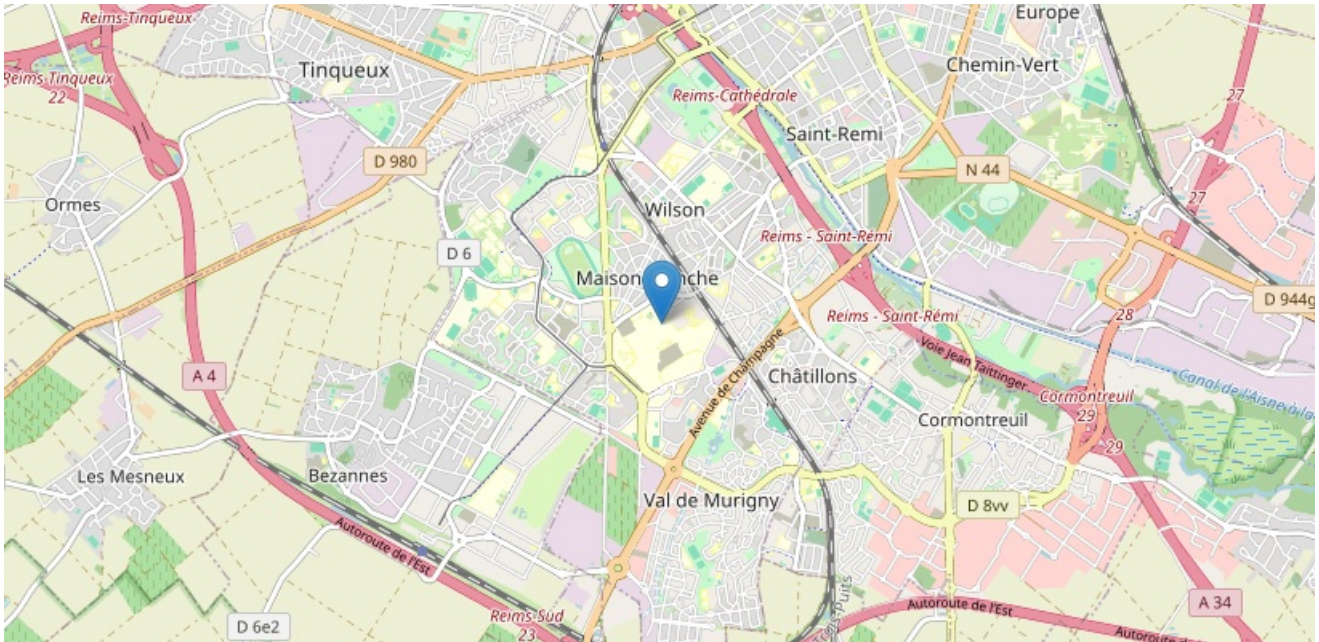 Reims-Tinqueux
Europe
Tinqueux
Chemin-Vert
Reims-Tinqueux
22
Reims-Cathédrale
27
Saint-Remi
D 980
N 44
27
Ormes
Wilson
Reims - Saint-Rémi
D 6
Maison
nche
D 944g
28
Reims - Saint-Rémi
A 4
Voie Jean Taittinger
Avenue de Champagne
Châtillons
Canal de l'Aisne à la
Cormontreuil
29
Cormontreuil
29
Les Mesneux
Bezannes
Val de Murigny
D 8vv
Autoroute de l'Est
A 34
Autoroute de l'Est
Reims-Sud
23
D 6e2
Autoroute